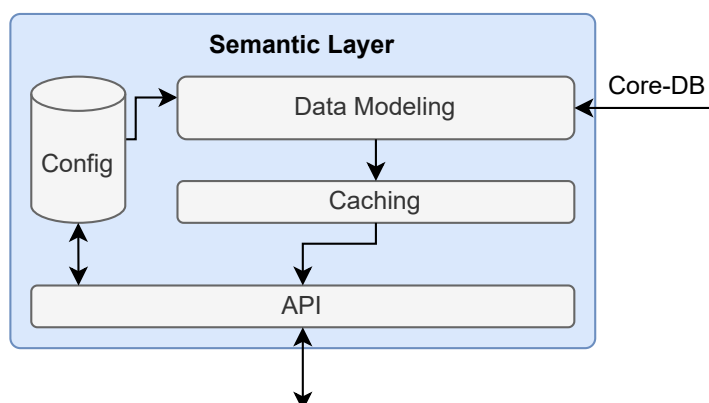 Semantic Layer
Core-DB
Data Modeling
Config
Caching
API